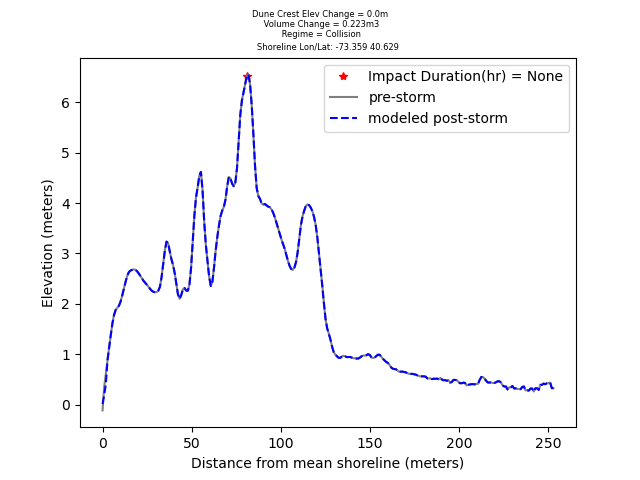 Dune Crest Elev Change = 0.0m
Volume Change = 0.223m3
Regime = Collision
Shoreline Lon/Lat: -73.359 40.629
Impact Duration(hr) = None
pre-storm
modeled post-storm
Elevation (meters)
6
5
4
3
2
1
0
0 50 100 150 200 250
Distance from mean shoreline (meters)